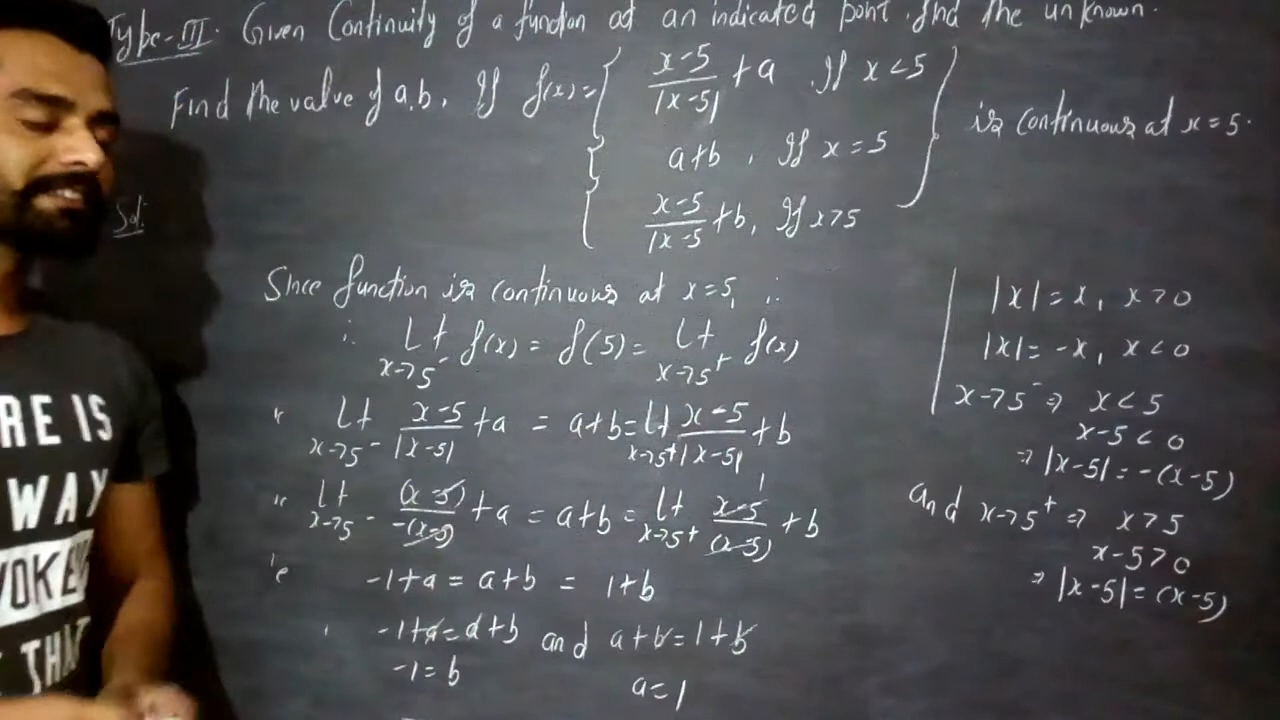 Type-III. Given Continuity of a function at an indicated point, find the unknown.
Find the value of a,b, If f(x)= { x-5/|x-5| + a If x<5
a+b, If x=5
x-5/|x-5 + b, If x>5 } is continuous at x=5.
Sol:
Since function is continuous at x=5, ∴
∴ Lt x→5⁻ f(x) = f(5) = Lt x→5⁺ f(x)
" Lt x→5⁻ x-5/|x-5| + a = a+b = Lt x→5⁺ x-5/|x-5| + b
" Lt x→5⁻ (x-5)/-(x-5) + a = a+b = Lt x→5⁺ x-5/(x-5) + b
-1+a = a+b = 1+b
-1+a = a+b and a+b = 1+b
-1 = b
a = 1
|x| = x, x>0
|x| = -x, x<0
x→5⁻ ⇒ x<5
x-5<0
⇒ |x-5| = -(x-5)
and x→5⁺ ⇒ x>5
x-5>0
⇒ |x-5| = (x-5)
RE IS
WAY
THAT